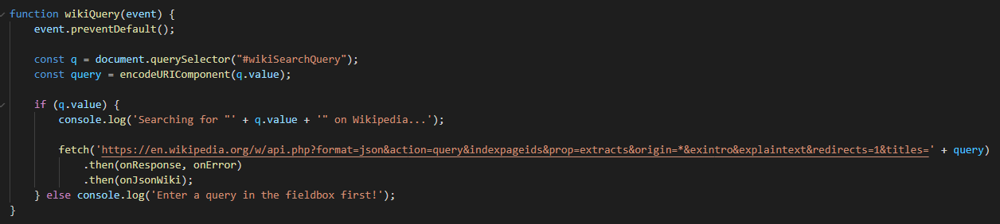 function wikiQuery(event) {
    event.preventDefault();

    const q = document.querySelector("#wikiSearchQuery");
    const query = encodeURIComponent(q.value);

    if (q.value) {
        console.log('Searching for "' + q.value + '" on Wikipedia...');

        fetch('https://en.wikipedia.org/w/api.php?format=json&action=query&indexpageids&prop=extracts&origin=*&exintro&explaintext&redirects=1&titles=' + query)
            .then(onResponse, onError)
            .then(onJsonWiki);
    } else console.log('Enter a query in the fieldbox first!');
}